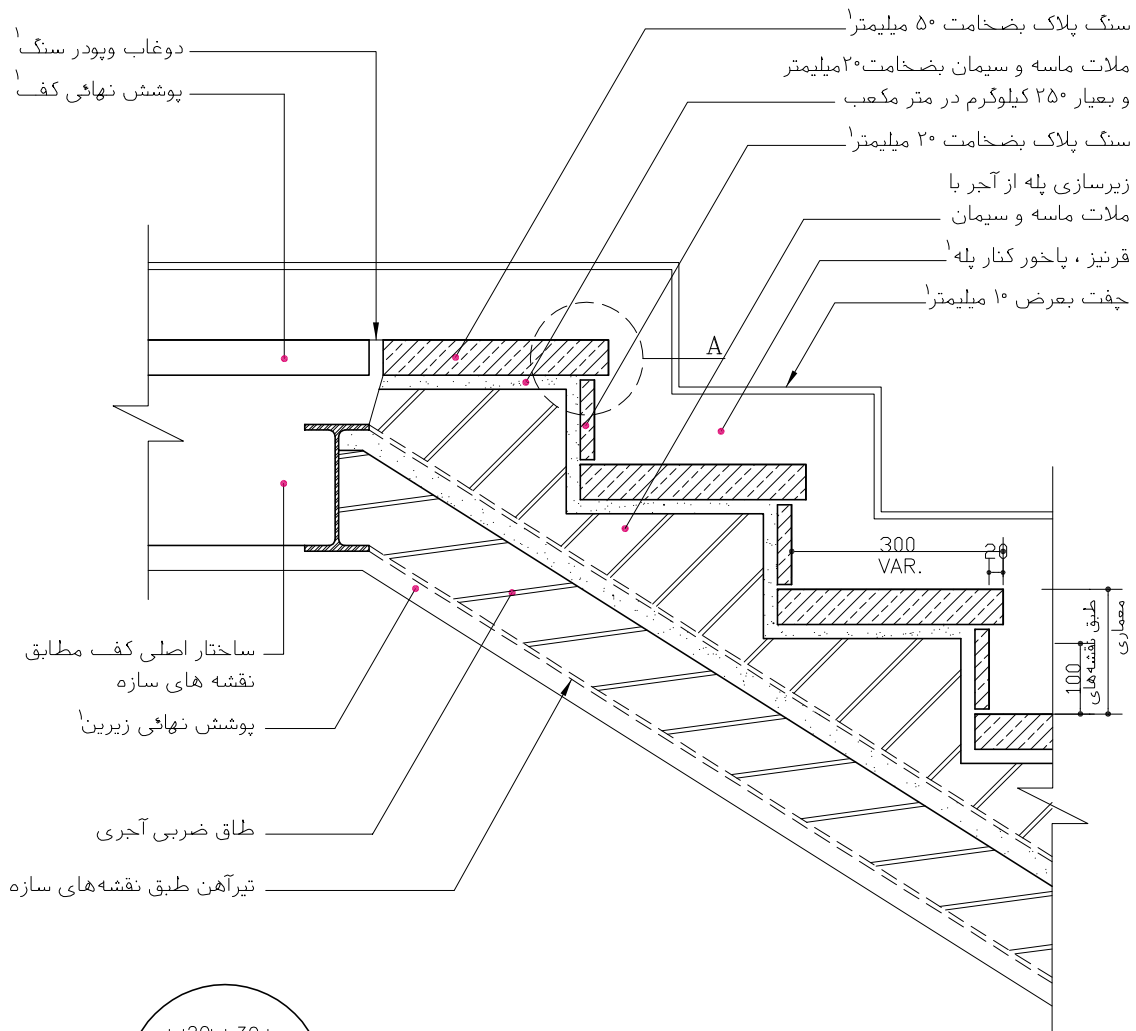 سنگ پلاک بضخامت ۵۰ میلیمتر۱
ملات ماسه و سیمان بضخامت۲۰میلیمتر
و بعیار ۲۵۰ کیلوگرم در متر مکعب
سنگ پلاک بضخامت ۲۰ میلیمتر۱
زیرسازی پله از آجر با
ملات ماسه و سیمان
قرنیز ، پاخور کنار پله۱
چفت بعرض ۱۰ میلیمتر۱
دوغاب وپودر سنگ۱
پوشش نهائی کف۱
A
300
VAR.
20
100
طبق نقشه‌های
معماری
ساختار اصلی کف مطابق
نقشه های سازه
پوشش نهائی زیرین۱
طاق ضربی آجری
تیرآهن طبق نقشه‌های سازه